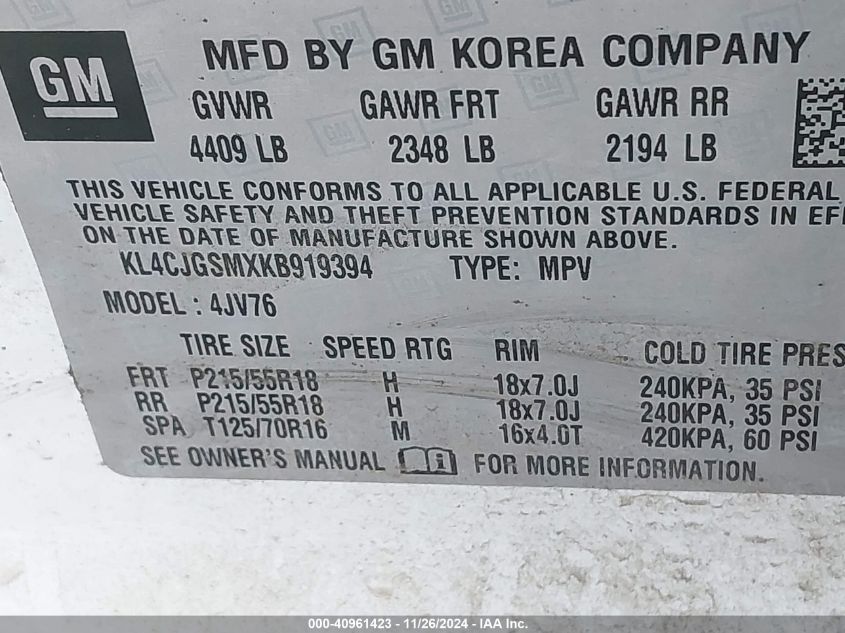 GM
MFD BY GM KOREA COMPANY
GVWR GAWR FRT GAWR RR
4409 LB 2348 LB 2194 LB
THIS VEHICLE CONFORMS TO ALL APPLICABLE U.S. FEDERAL
VEHICLE SAFETY AND THEFT PREVENTION STANDARDS IN EFF
ON THE DATE OF MANUFACTURE SHOWN ABOVE.
KL4CJGSMXKB919394 TYPE: MPV
MODEL : 4JV76
TIRE SIZE SPEED RTG RIM COLD TIRE PRES
FRT P215/55R18 H 18x7.0J 240KPA, 35 PSI
RR P215/55R18 H 18x7.0J 240KPA, 35 PSI
SPA T125/70R16 M 16x4.0T 420KPA, 60 PSI
SEE OWNER'S MANUAL FOR MORE INFORMATION.
000-40961423 - 11/26/2024 - IAA Inc.